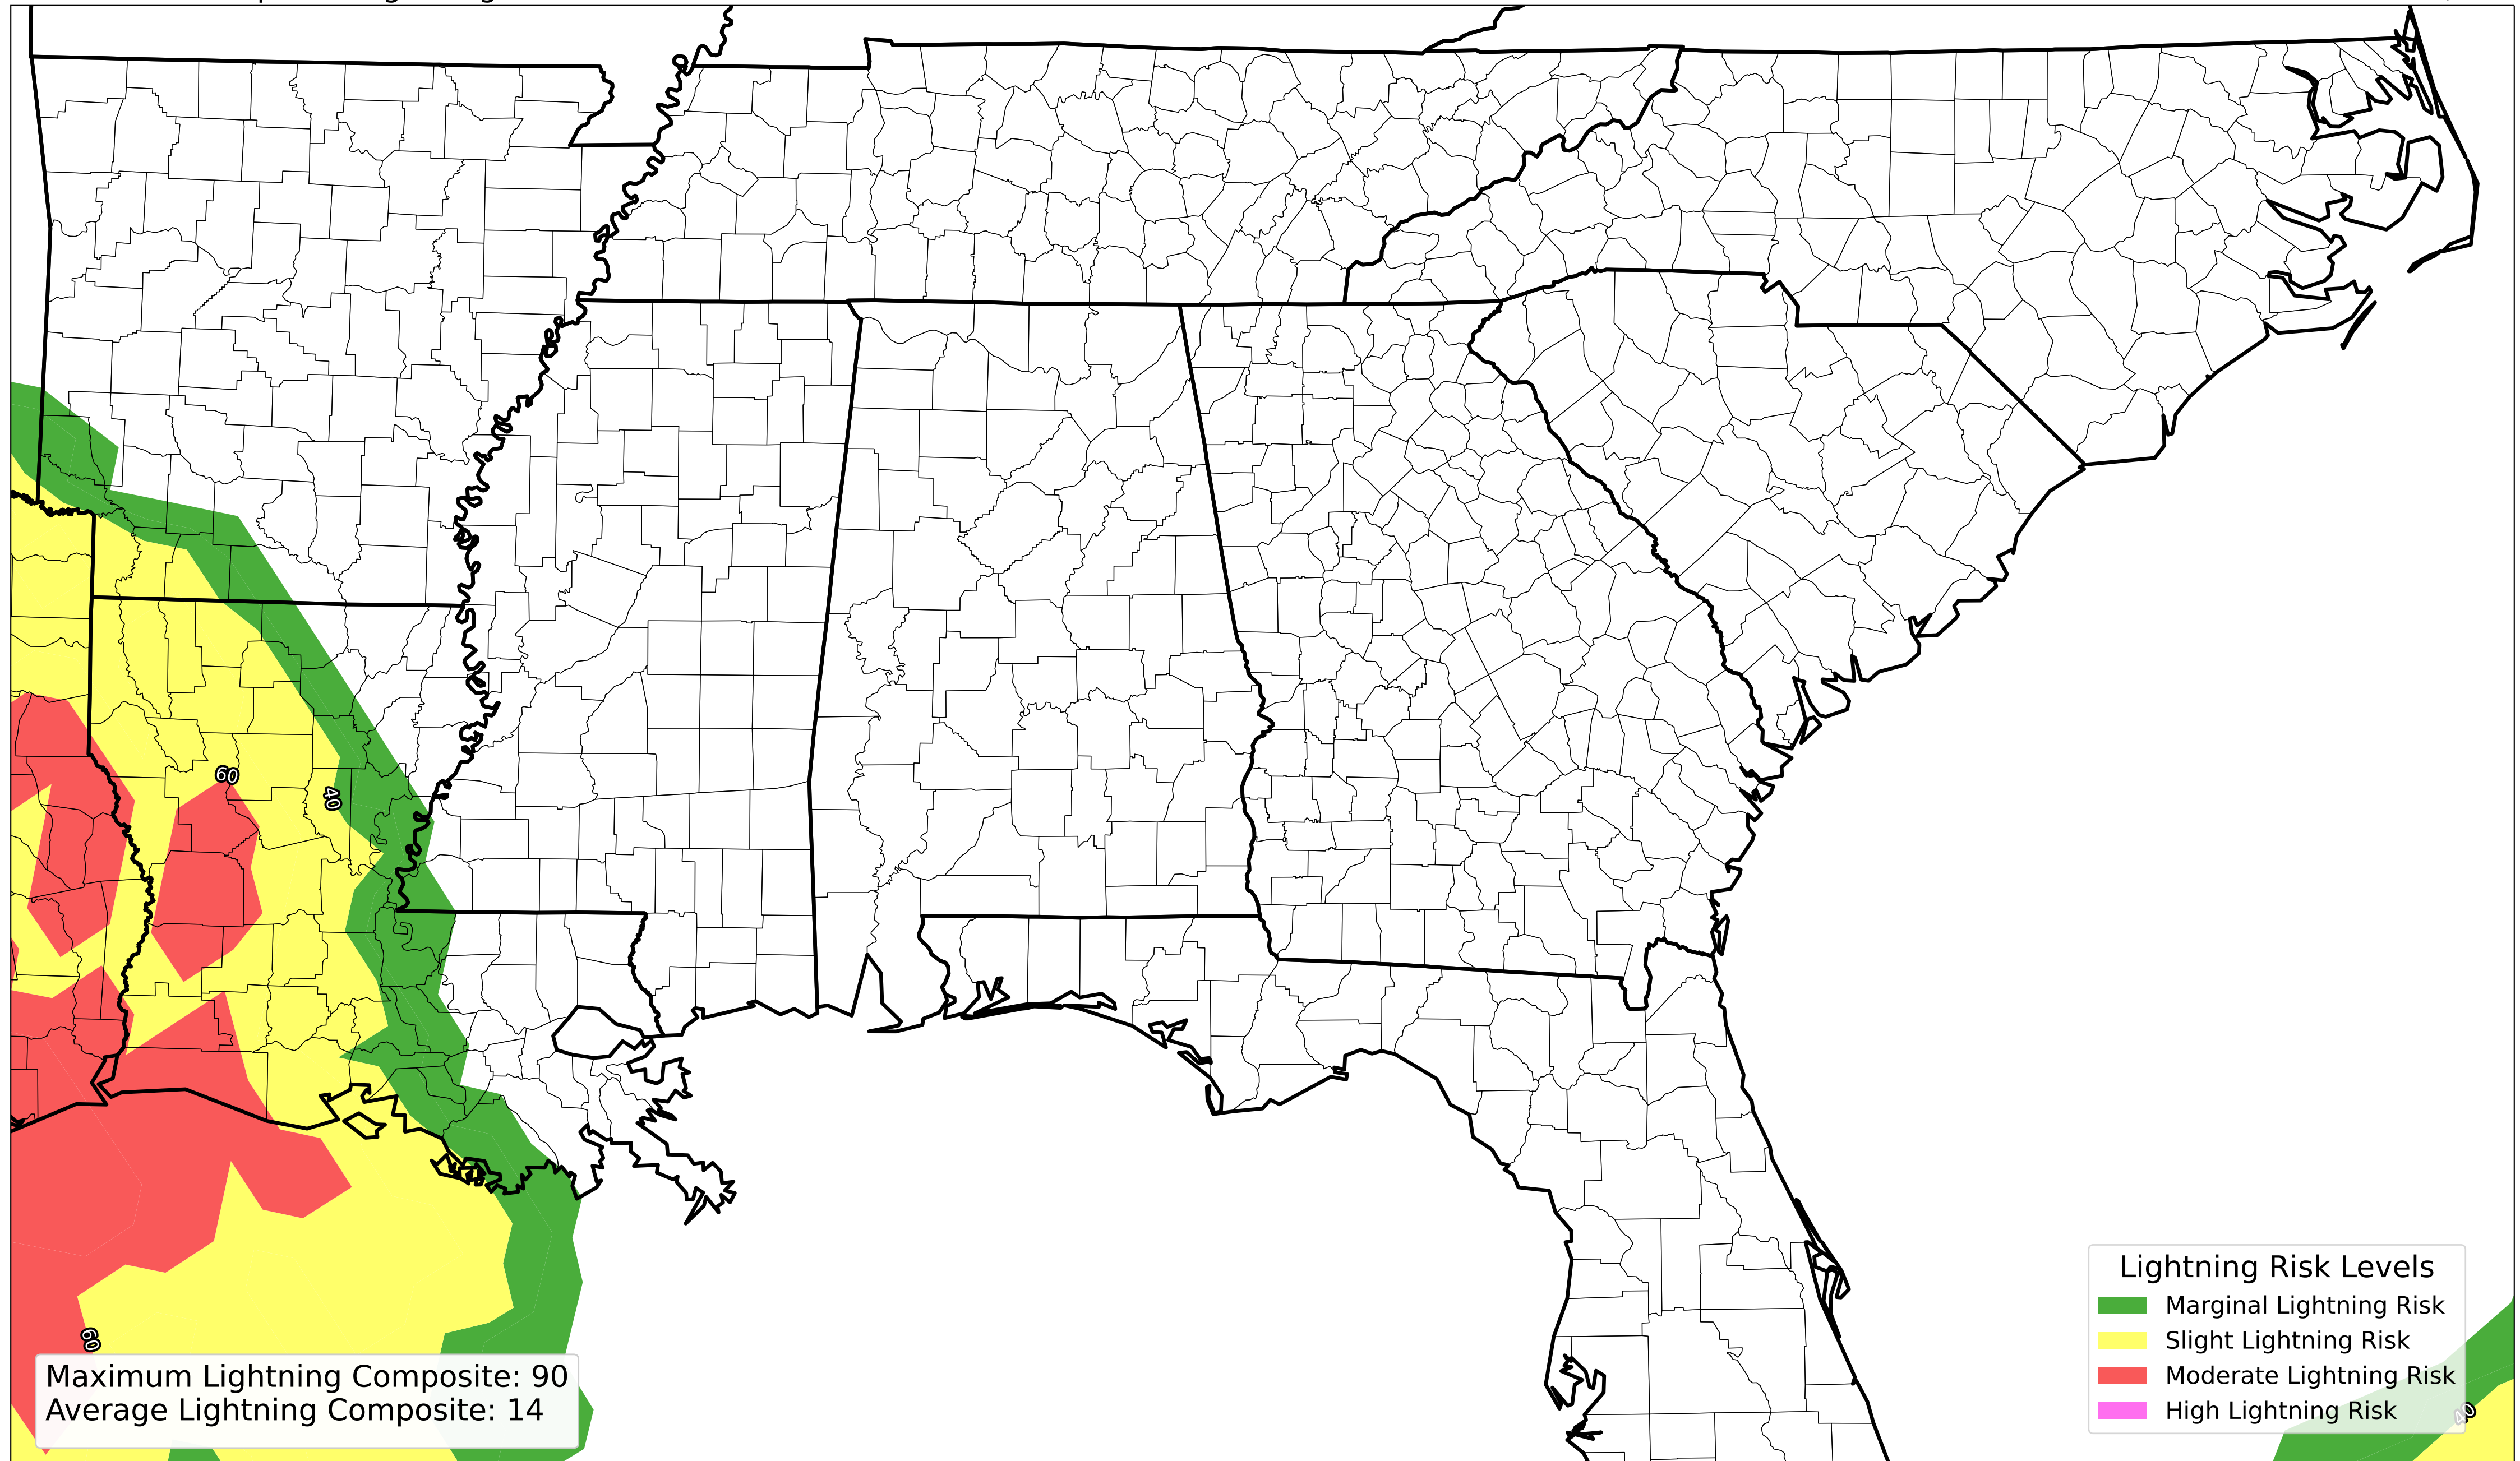 60
40
60
Maximum Lightning Composite: 90
Average Lightning Composite: 14
Lightning Risk Levels
Marginal Lightning Risk
Slight Lightning Risk
Moderate Lightning Risk
High Lightning Risk
40